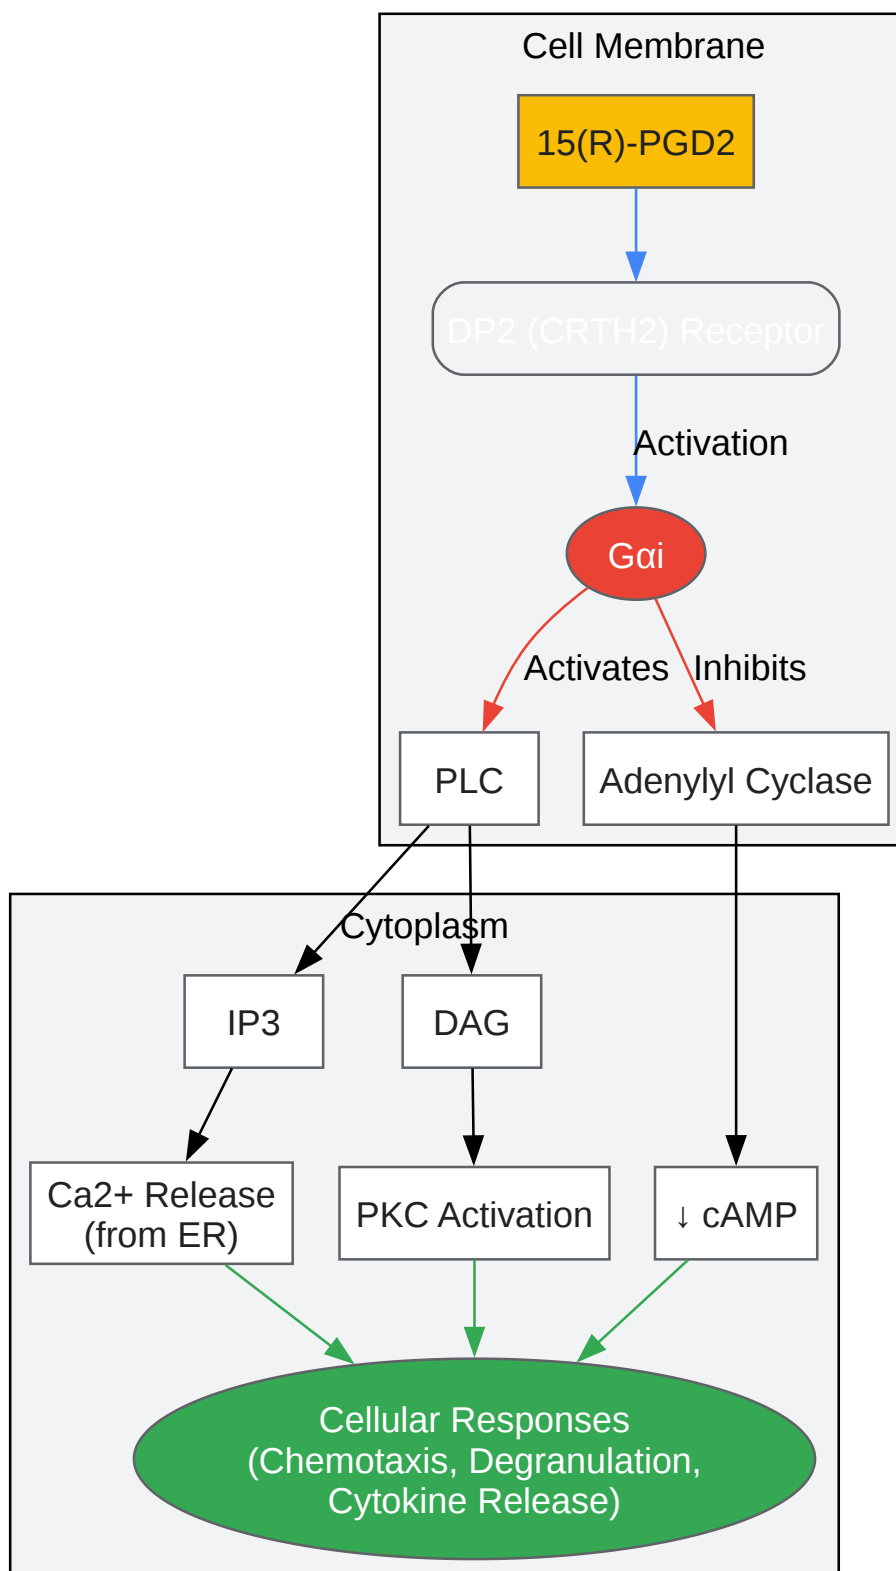 Cell Membrane
15(R)-PGD2
DP2 (CRTH2) Receptor
Activation
Gαi
Activates
Inhibits
PLC
Adenylyl Cyclase
Cytoplasm
IP3
DAG
Ca2+ Release
(from ER)
PKC Activation
↓ cAMP
Cellular Responses
(Chemotaxis, Degranulation,
Cytokine Release)